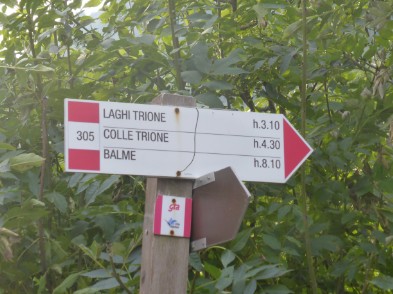 LAGHI TRIONE h.3.10
305 COLLE TRIONE h.4.30
BALME h.8.10